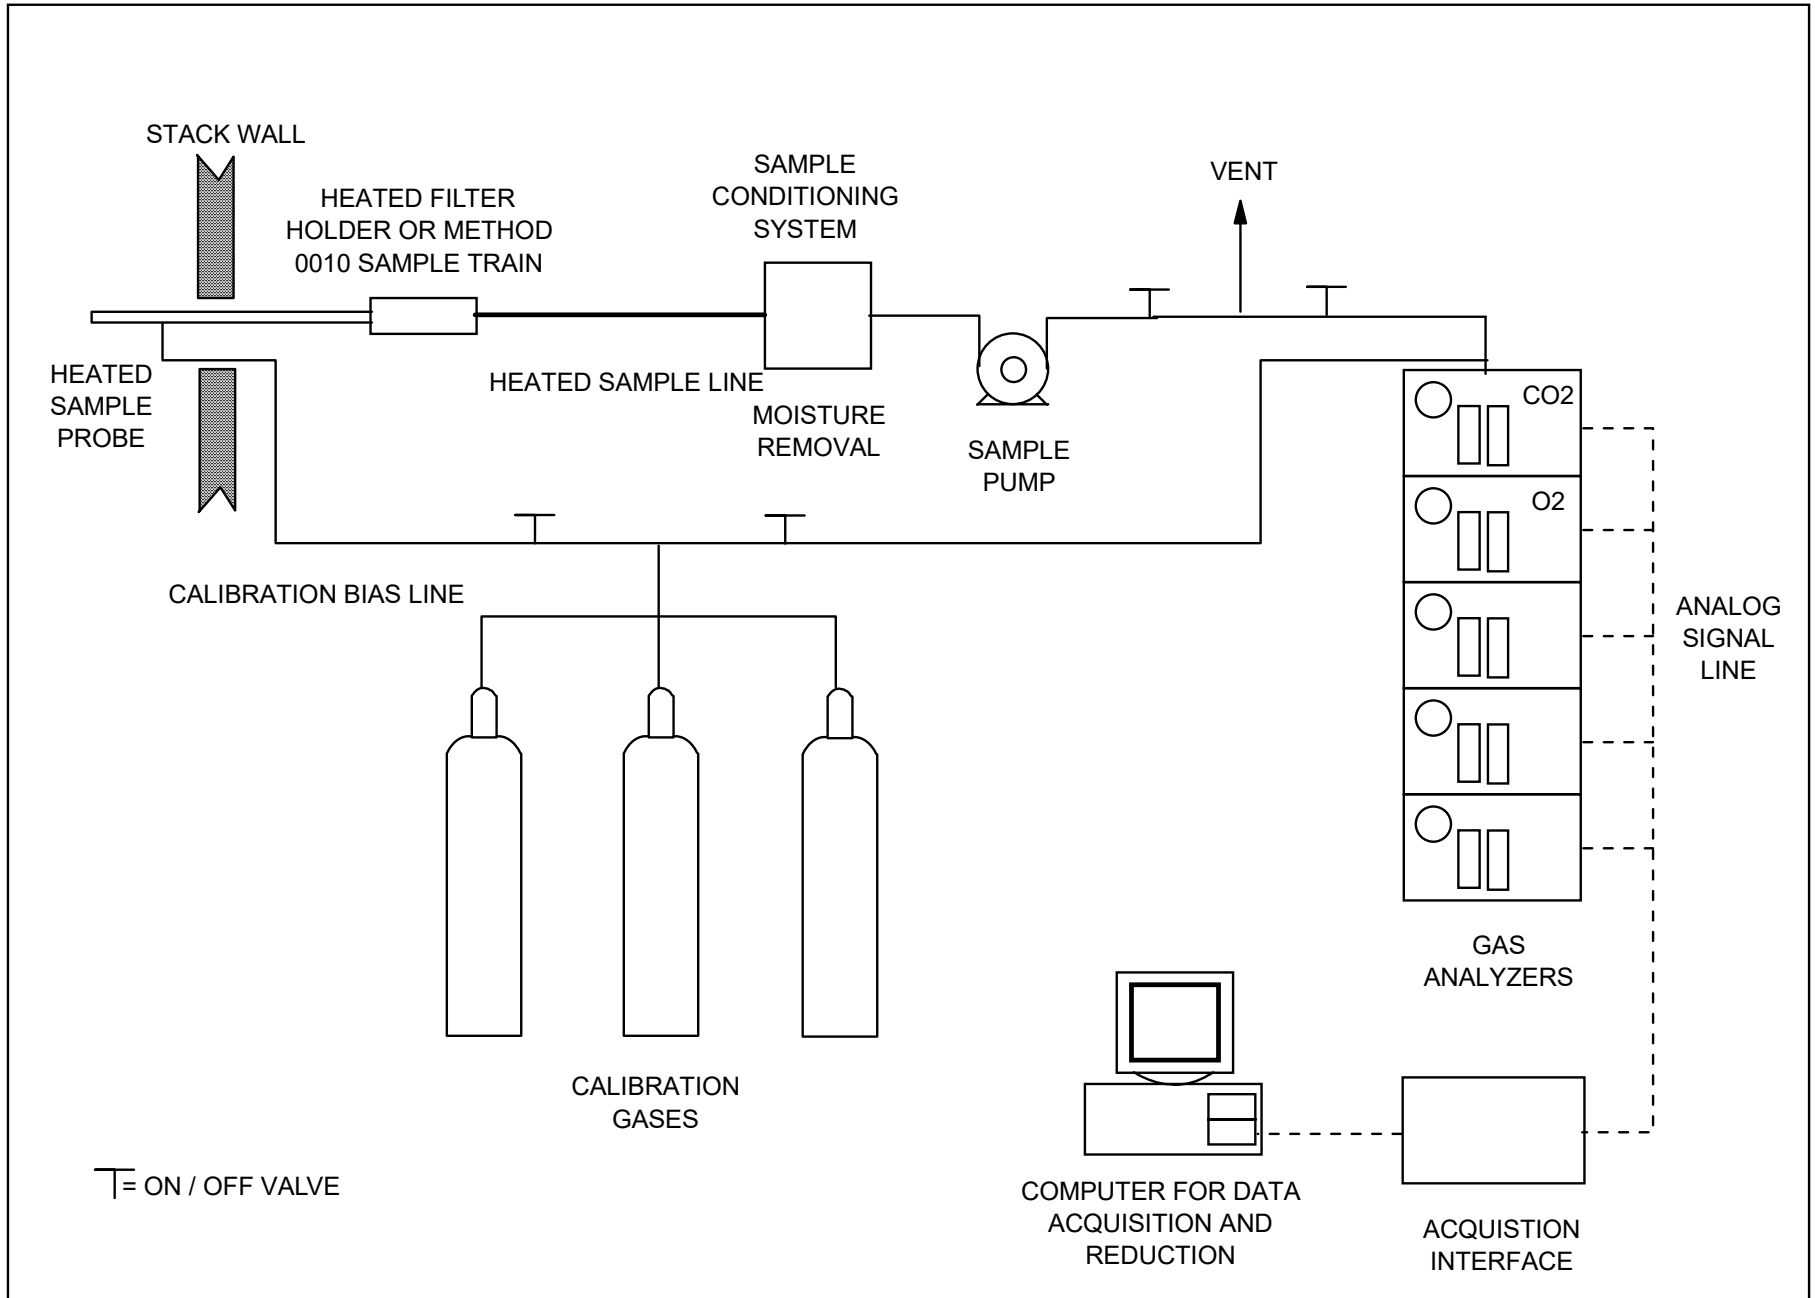 STACK WALL
HEATED FILTER
HOLDER OR METHOD
0010 SAMPLE TRAIN
SAMPLE
CONDITIONING
SYSTEM
VENT
HEATED
SAMPLE
PROBE
HEATED SAMPLE LINE
MOISTURE
REMOVAL
SAMPLE
PUMP
CO2
O2
CALIBRATION BIAS LINE
ANALOG
SIGNAL
LINE
GAS
ANALYZERS
CALIBRATION
GASES
= ON / OFF VALVE
COMPUTER FOR DATA
ACQUISITION AND
REDUCTION
ACQUISTION
INTERFACE